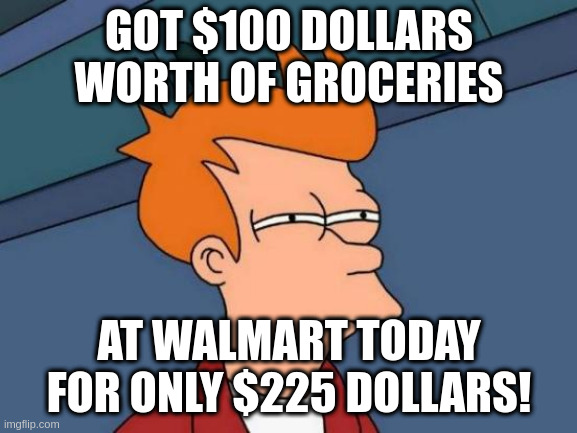 GOT $100 DOLLARS
WORTH OF GROCERIES
AT WALMART TODAY
FOR ONLY $225 DOLLARS!
imgflip.com